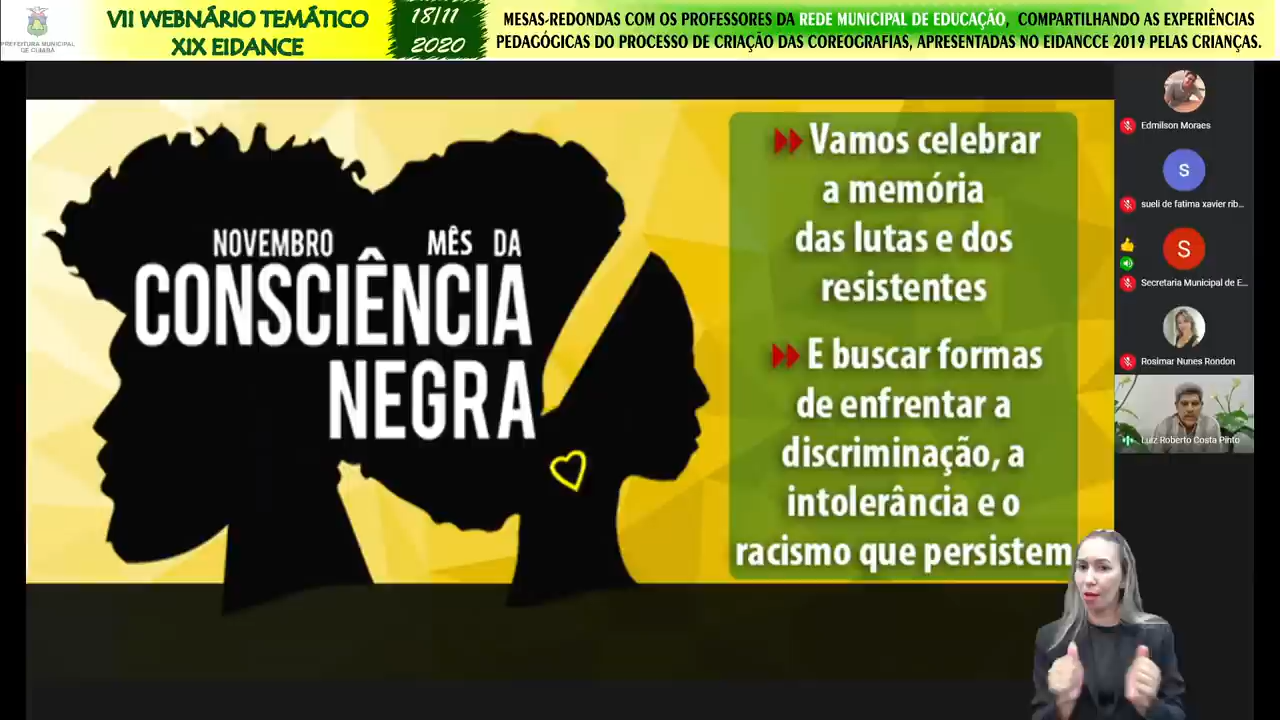 PREFEITURA MUNICIPAL
DE CUIABÁ
VII WEBNÁRIO TEMÁTICO
XIX EIDANCE
18/11
2020
MESAS-REDONDAS COM OS PROFESSORES DA REDE MUNICIPAL DE EDUCAÇÃO, COMPARTILHANDO AS EXPERIÊNCIAS
PEDAGÓGICAS DO PROCESSO DE CRIAÇÃO DAS COREOGRAFIAS, APRESENTADAS NO EIDANCCE 2019 PELAS CRIANÇAS.
NOVEMBRO MÊS DA
CONSCIÊNCIA
NEGRA
Vamos celebrar
a memória
das lutas e dos
resistentes
E buscar formas
de enfrentar a
discriminação, a
intolerância e o
racismo que persistem
Edmilson Moraes
S
sueli de fatima xavier rib...
S
Secretaria Municipal de E...
Rosimar Nunes Rondon
Luiz Roberto Costa Pinto